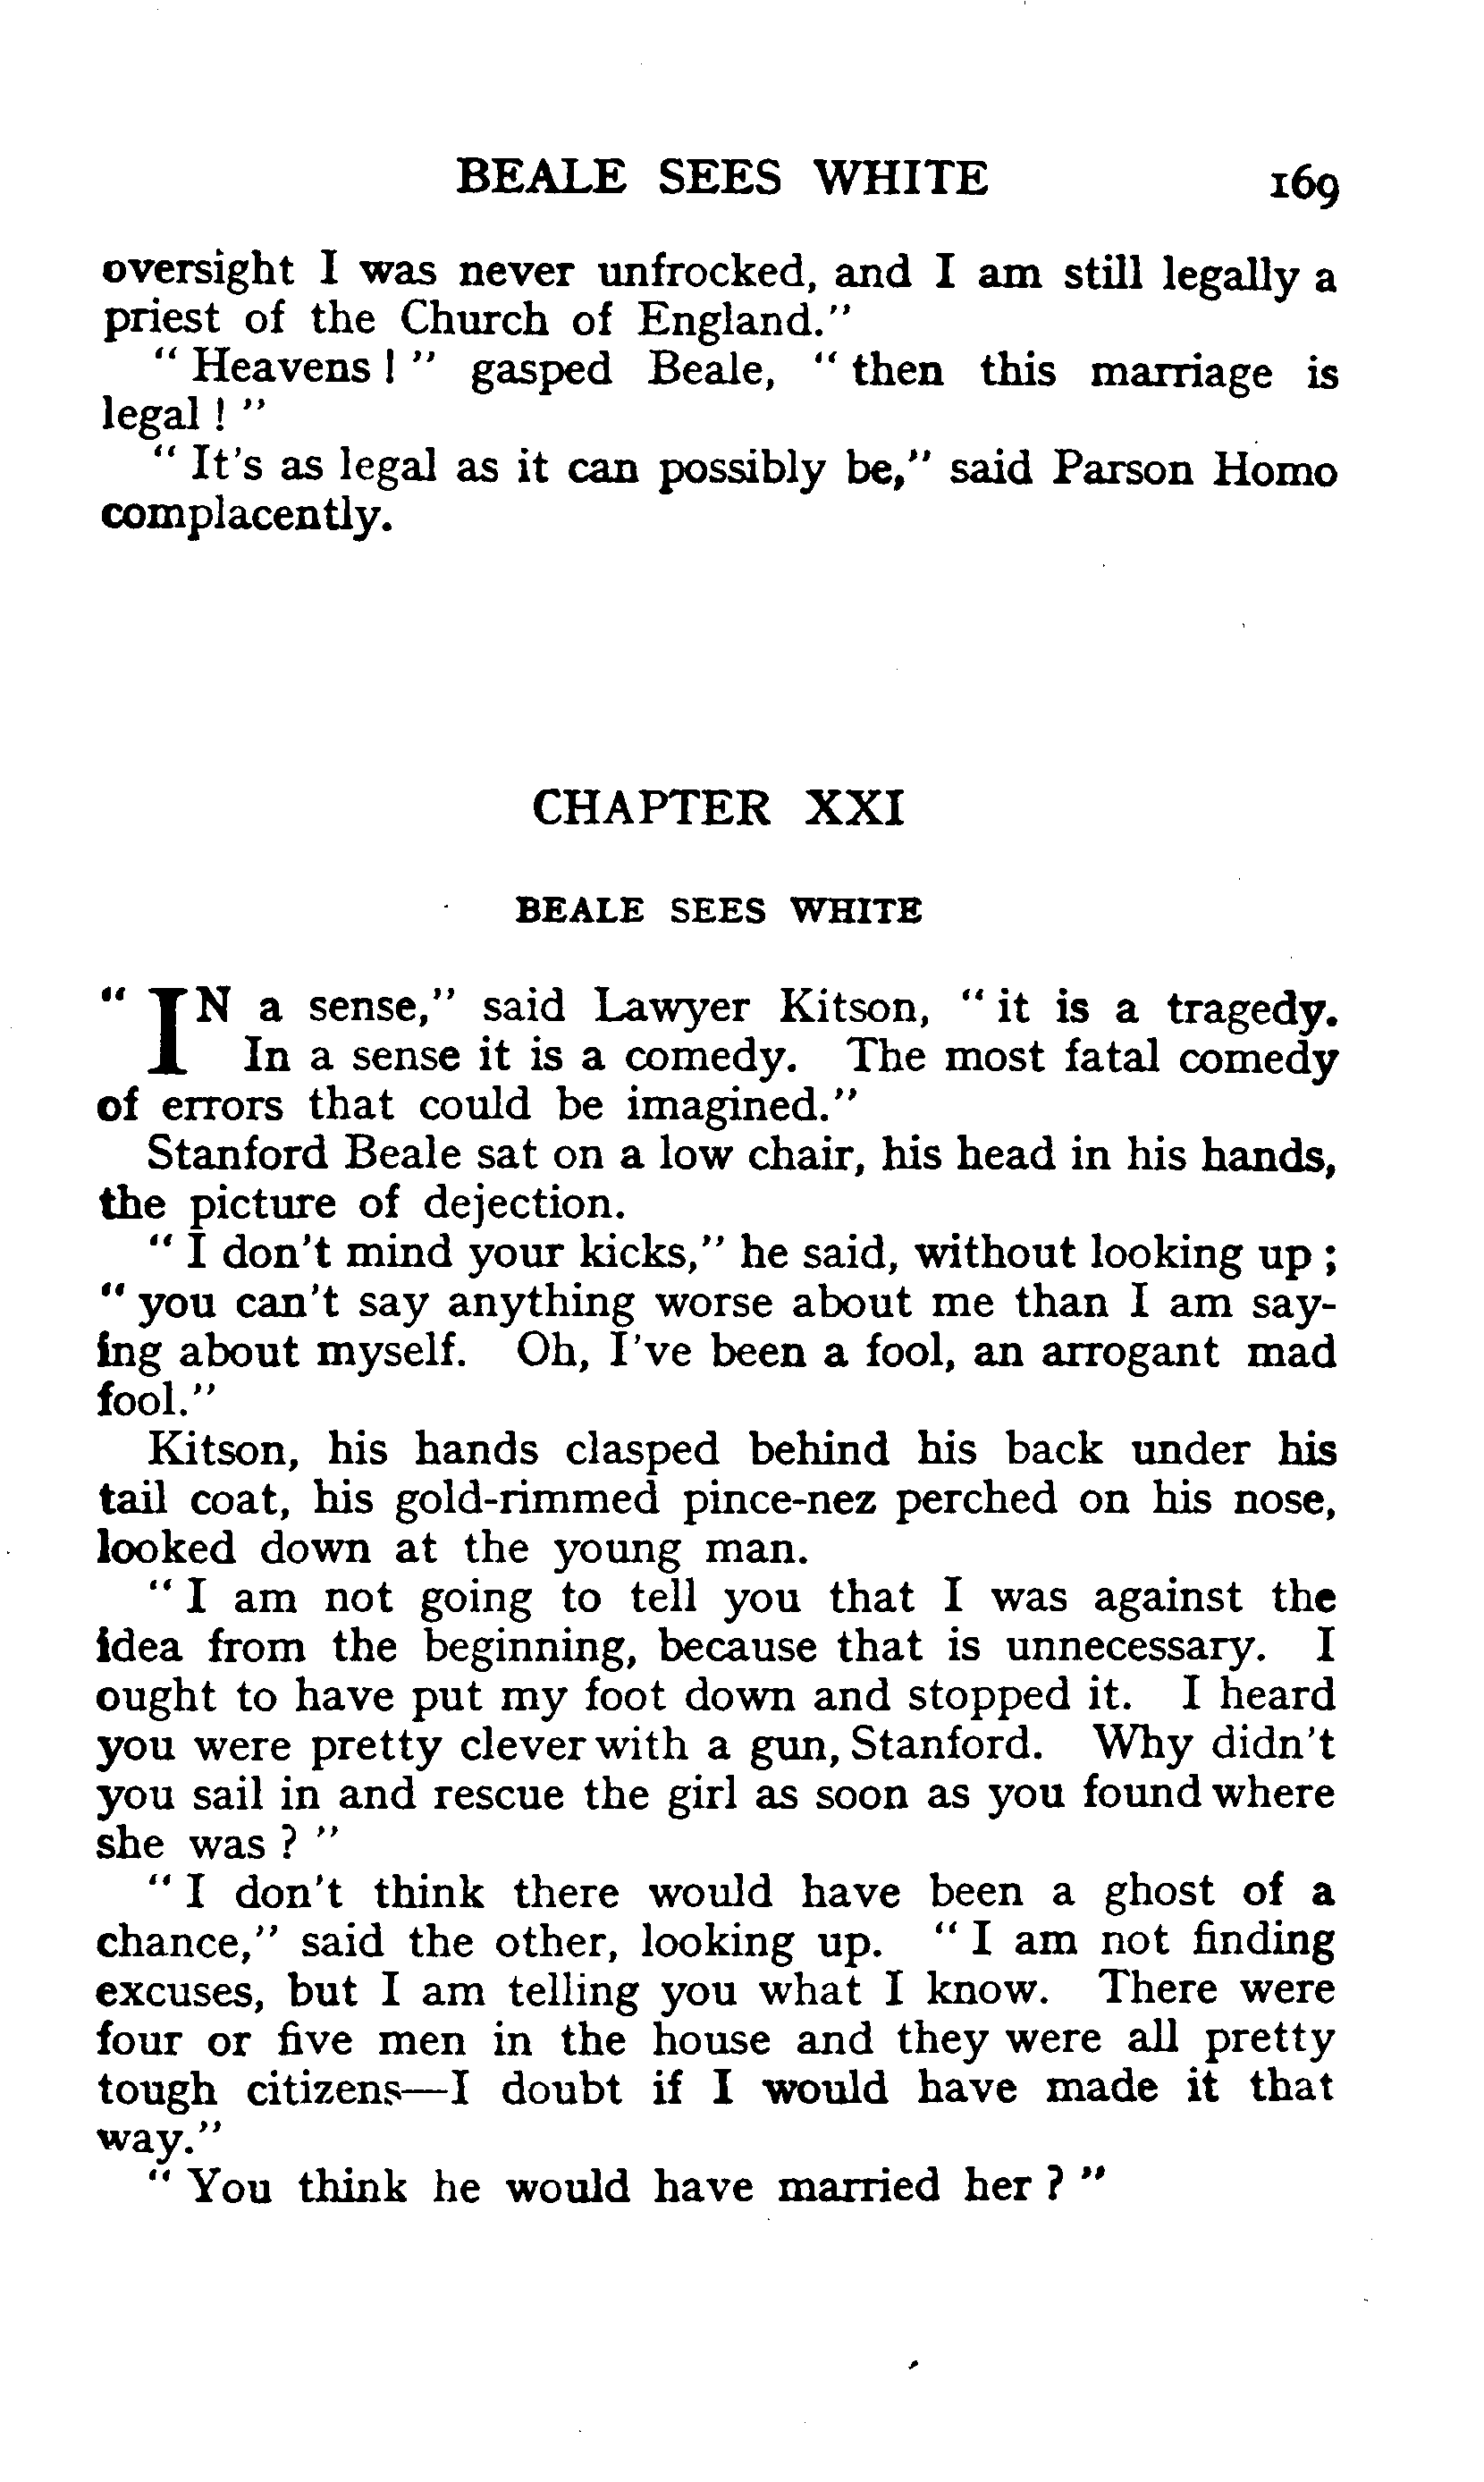 BEALE SEES WHITE 169
oversight I was never unfrocked, and I am still legally a
priest of the Church of England."
" Heavens ! " gasped Beale, " then this marriage is
legal ! "
" It's as legal as it can possibly be," said Parson Homo
complacently.
CHAPTER XXI
BEALE SEES WHITE
" IN a sense," said Lawyer Kitson, " it is a tragedy.
In a sense it is a comedy. The most fatal comedy
of errors that could be imagined."
Stanford Beale sat on a low chair, his head in his hands,
the picture of dejection.
" I don't mind your kicks," he said, without looking up ;
" you can't say anything worse about me than I am say-
ing about myself. Oh, I've been a fool, an arrogant mad
fool."
Kitson, his hands clasped behind his back under his
tail coat, his gold-rimmed pince-nez perched on his nose,
looked down at the young man.
" I am not going to tell you that I was against the
idea from the beginning, because that is unnecessary. I
ought to have put my foot down and stopped it. I heard
you were pretty clever with a gun, Stanford. Why didn't
you sail in and rescue the girl as soon as you found where
she was ? "
" I don't think there would have been a ghost of a
chance," said the other, looking up. " I am not finding
excuses, but I am telling you what I know. There were
four or five men in the house and they were all pretty
tough citizens—I doubt if I would have made it that
way."
" You think he would have married her ? "